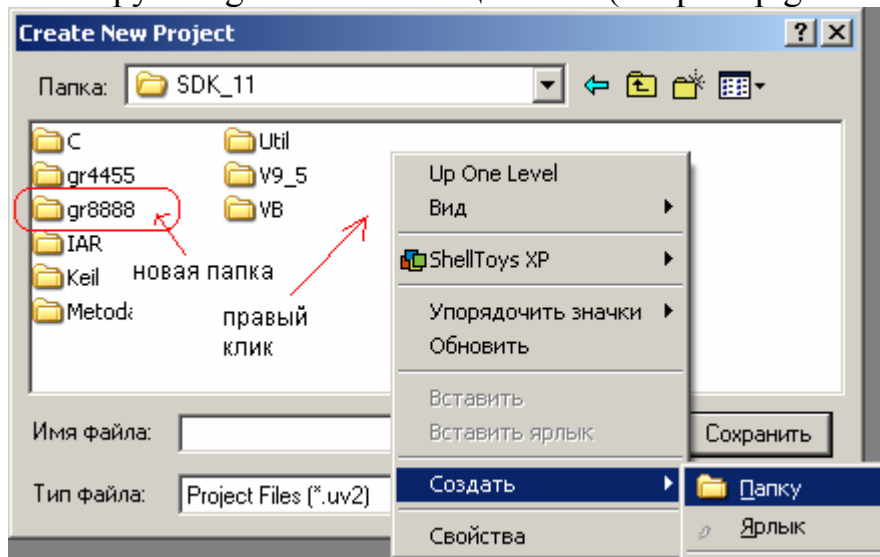 Create New Project
Папка: SDK_11
C
gr4455
gr8888
IAR
Keil
Metod
Util
V9_5
VB
новая папка
правый
клик
Up One Level
Вид
ShellToys XP
Упорядочить значки
Обновить
Вставить
Вставить ярлык
Создать
Свойства
Папку
Ярлык
Имя файла:
Сохранить
Тип файла: Project Files (*.uv2)